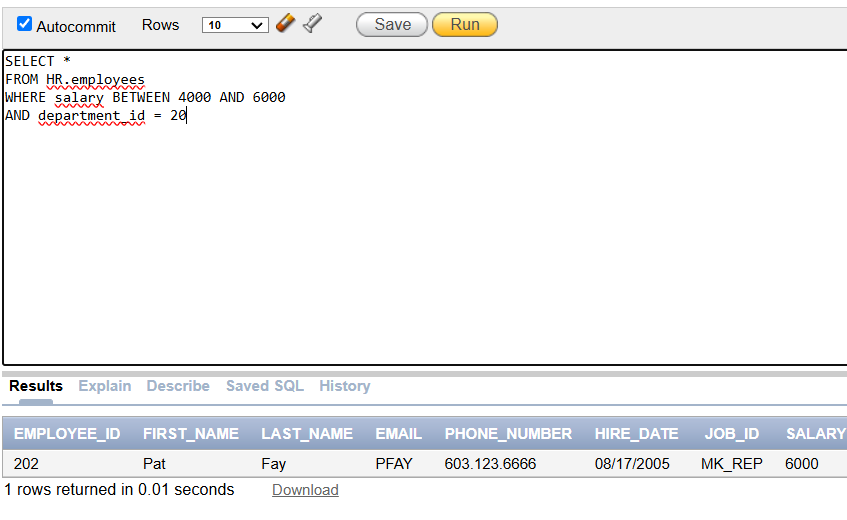 Autocommit Rows 10 Save Run
SELECT *
FROM HR.employees
WHERE salary BETWEEN 4000 AND 6000
AND department_id = 20
Results Explain Describe Saved SQL History
EMPLOYEE_ID FIRST_NAME LAST_NAME EMAIL PHONE_NUMBER HIRE_DATE JOB_ID SALARY
202 Pat Fay PFAY 603.123.6666 08/17/2005 MK_REP 6000
1 rows returned in 0.01 seconds Download